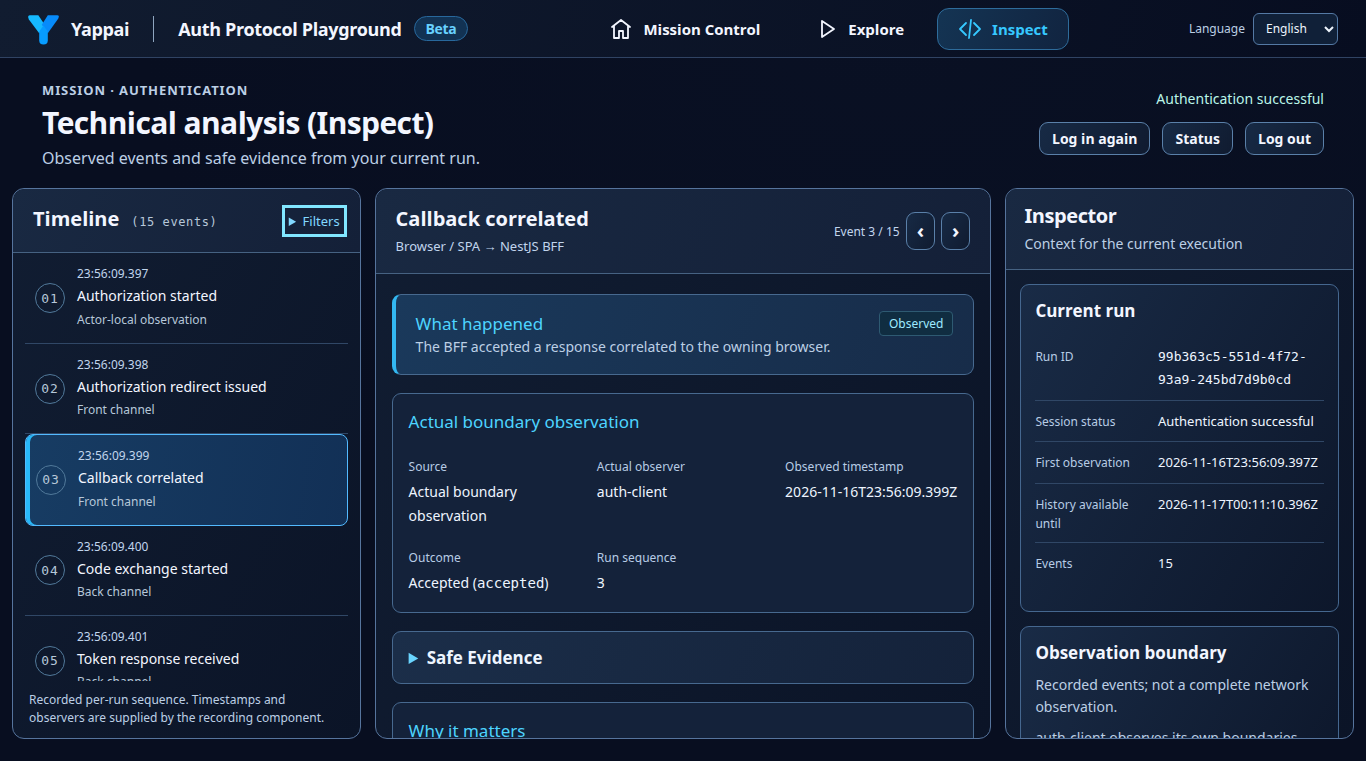 Yappai
Auth Protocol Playground
Beta
Mission Control
Explore
Inspect
Language
English
MISSION · AUTHENTICATION
Technical analysis (Inspect)
Observed events and safe evidence from your current run.
Authentication successful
Log in again
Status
Log out
Timeline (15 events)
Filters
23:56:09.397
01
Authorization started
Actor-local observation
23:56:09.398
02
Authorization redirect issued
Front channel
23:56:09.399
03
Callback correlated
Front channel
23:56:09.400
04
Code exchange started
Back channel
23:56:09.401
05
Token response received
Back channel
Recorded per-run sequence. Timestamps and
observers are supplied by the recording component.
Callback correlated
Browser / SPA → NestJS BFF
Event 3 / 15
What happened
Observed
The BFF accepted a response correlated to the owning browser.
Actual boundary observation
Source
Actual boundary
observation
Actual observer
auth-client
Observed timestamp
2026-11-16T23:56:09.399Z
Outcome
Accepted (accepted)
Run sequence
3
Safe Evidence
Why it matters
Inspector
Context for the current execution
Current run
Run ID
99b363c5-551d-4f72-
93a9-245bd7d9b0cd
Session status
Authentication successful
First observation
2026-11-16T23:56:09.397Z
History available
until
2026-11-17T00:11:10.396Z
Events
15
Observation boundary
Recorded events; not a complete network
observation.
auth-client observes its own boundaries